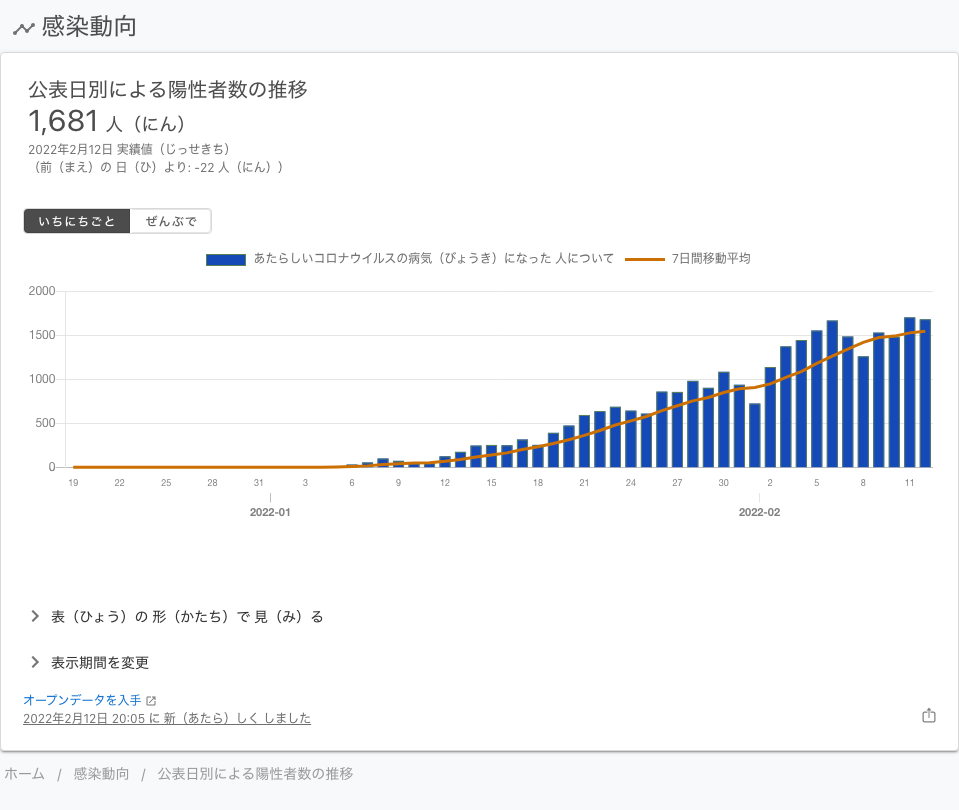 感染動向
公表日別による陽性者数の推移
1,681 人（にん）
2022年2月12日 実績値（じっせきち）
（前（まえ）の 日（ひ）より: -22 人（にん））
いちにちごと ぜんぶで
あたらしいコロナウイルスの病気（びょうき）になった 人について 7日間移動平均
2000
1500
1000
500
0
19 22 25 28 31 3 6 9 12 15 18 21 24 27 30 2 5 8 11
2022-01 2022-02
表（ひょう）の 形（かたち）で 見（み）る
表示期間を変更
オープンデータを入手
2022年2月12日 20:05 に 新（あたら）しく しました
ホーム / 感染動向 / 公表日別による陽性者数の推移